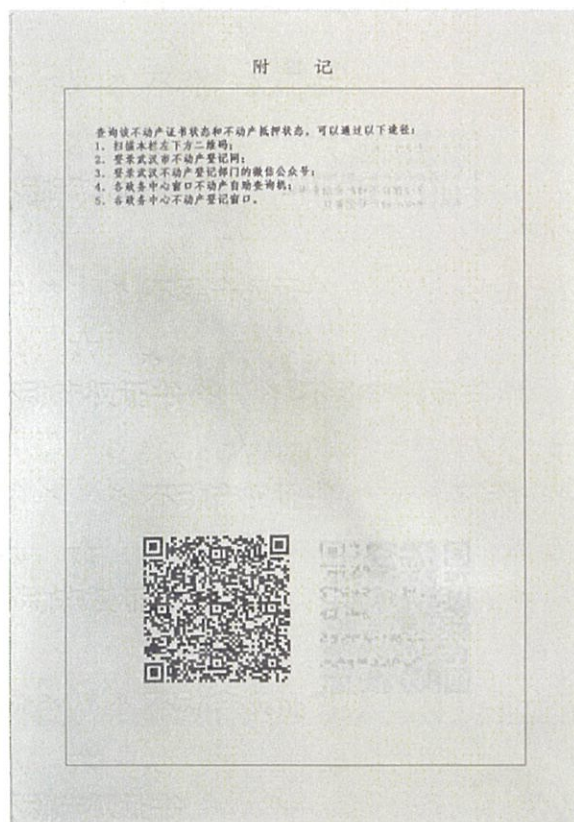 附 记
查询该不动产证书状态和不动产抵押状态，可以通过以下途径：
1. 扫描本栏左下方二维码；
2. 登录武汉市不动产登记网；
3. 登录武汉不动产登记部门的微信公众号；
4. 各政务中心窗口不动产自助查询机；
5. 各政务中心不动产登记窗口。